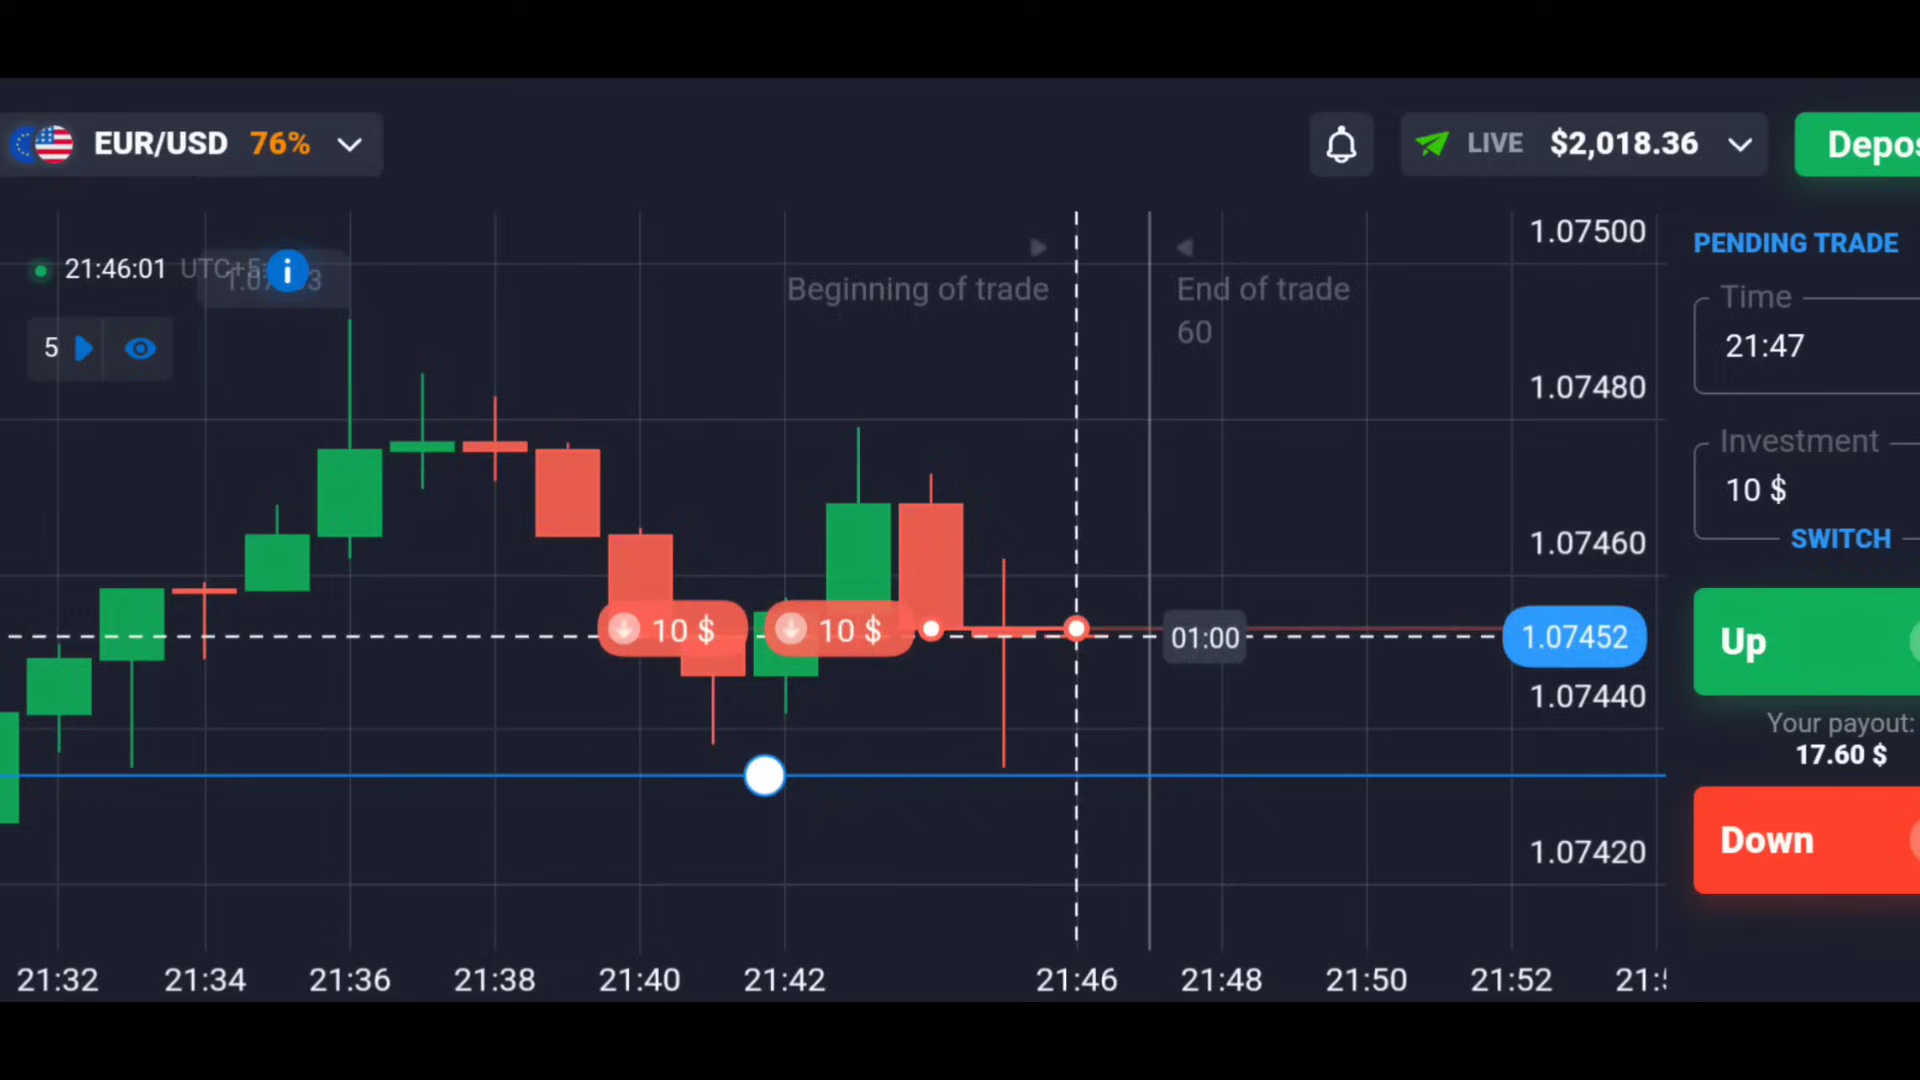 EUR/USD 76%
LIVE $2,018.36
Depos
21:46:01 UTC+5
5
Beginning of trade
End of trade
60
1.07500
1.07480
1.07460
1.07452
1.07440
1.07420
10 $
10 $
01:00
PENDING TRADE
Time
21:47
Investment
10 $
SWITCH
Up
Your payout:
17.60 $
Down
21:32 21:34 21:36 21:38 21:40 21:42 21:46 21:48 21:50 21:52